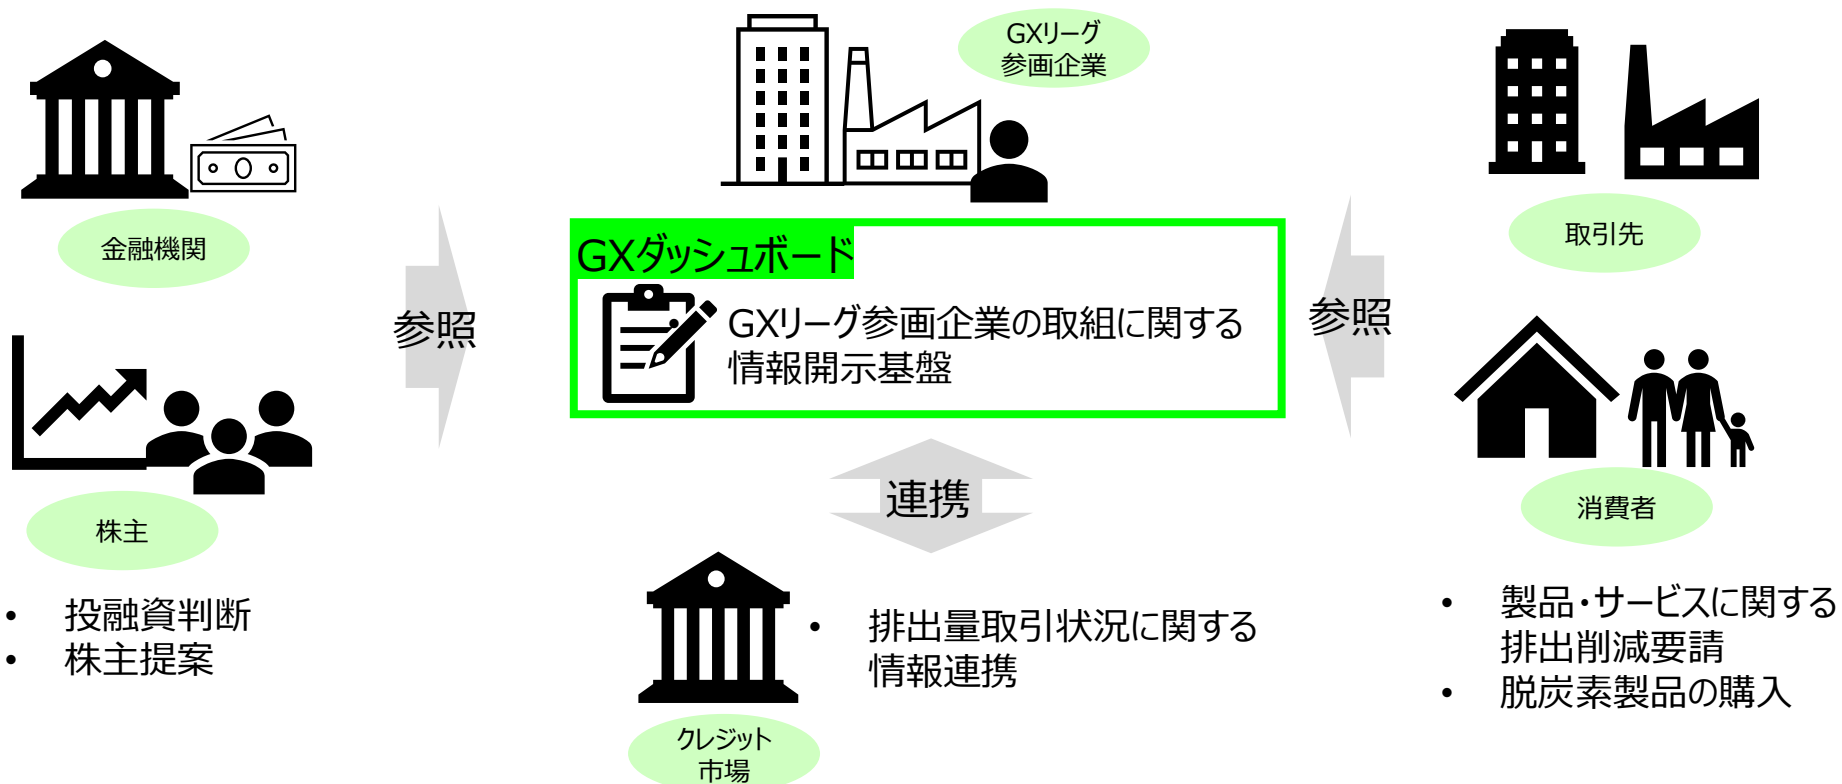 GXリーグ
参画企業
金融機関
取引先
GXダッシュボード
GXリーグ参画企業の取組に関する
情報開示基盤
参照
参照
連携
株主
消費者
• 投融資判断
• 株主提案
• 排出量取引状況に関する
情報連携
• 製品・サービスに関する
排出削減要請
• 脱炭素製品の購入
クレジット
市場